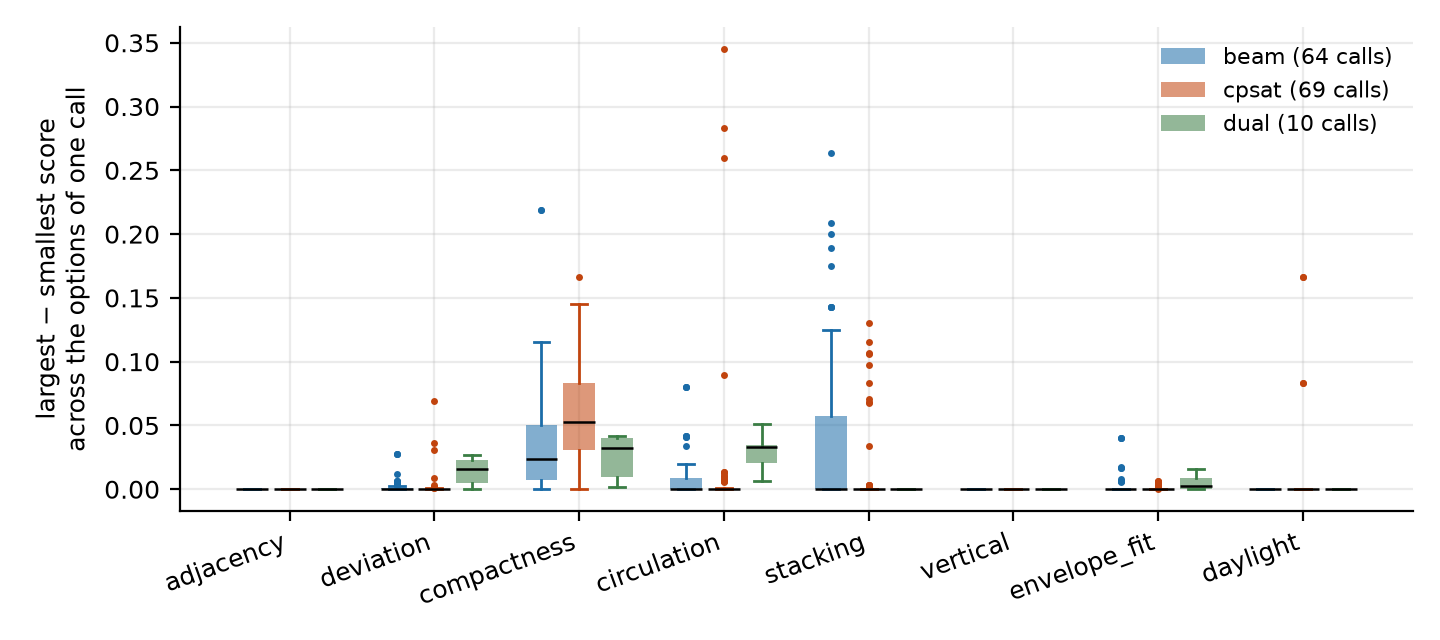 largest − smallest score
across the options of one call
0.35
0.30
0.25
0.20
0.15
0.10
0.05
0.00
beam (64 calls)
cpsat (69 calls)
dual (10 calls)
adjacency
deviation
compactness
circulation
stacking
vertical
envelope_fit
daylight